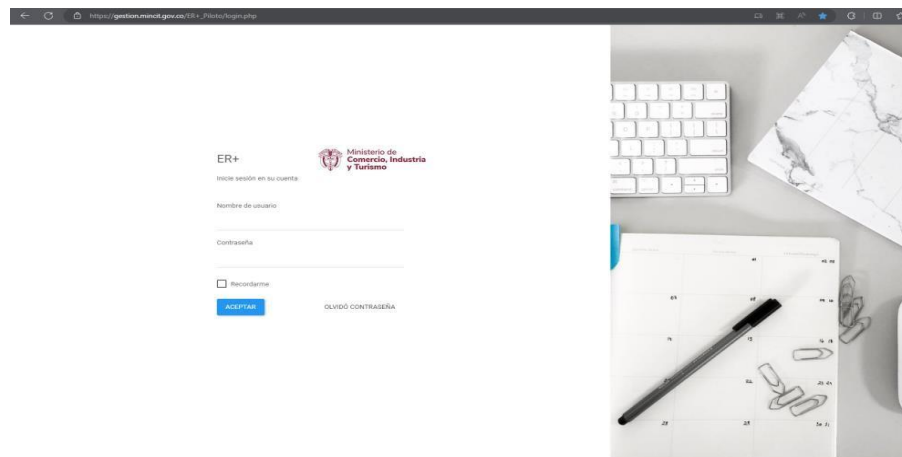 https://gestion.mincit.gov.co/ER+_Piloto/login.php
ER+
Ministerio de
Comercio, Industria
y Turismo
Inicie sesión en su cuenta
Nombre de usuario
Contraseña
Recordarme
ACEPTAR
OLVIDÓ CONTRASEÑA